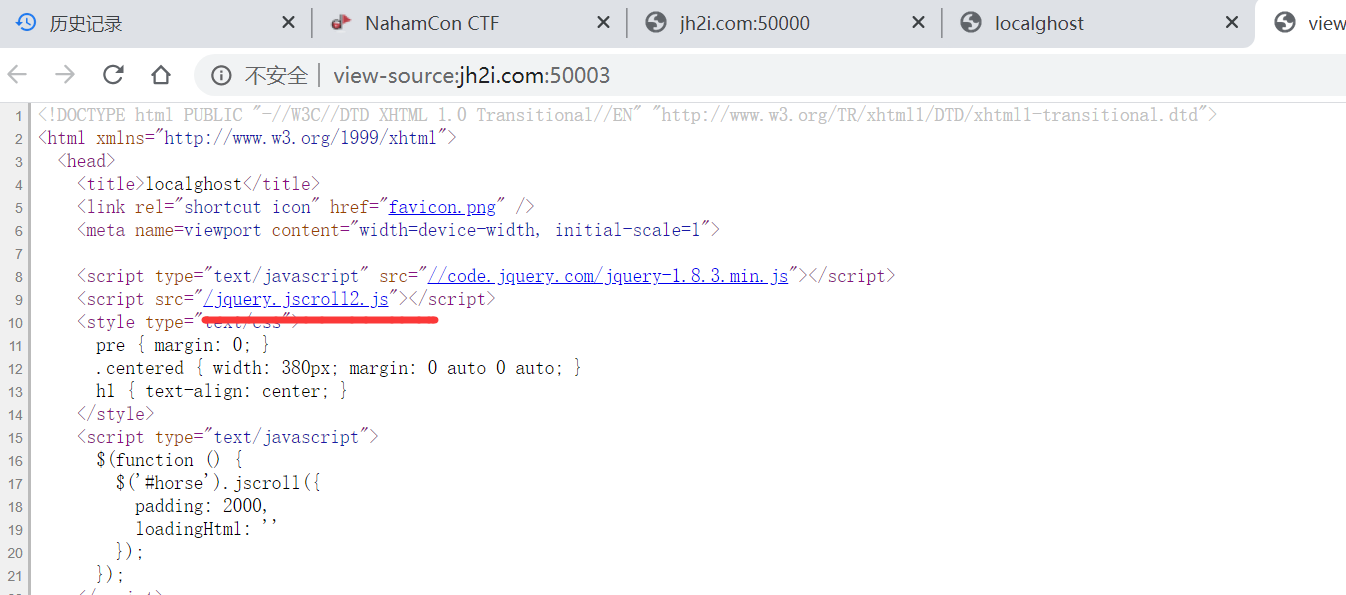 历史记录
NahamCon CTF
jh2i.com:50000
localghost
view
不安全
view-source:jh2i.com:50003
1 <!DOCTYPE html PUBLIC "-//W3C//DTD XHTML 1.0 Transitional//EN" "http://www.w3.org/TR/xhtml1/DTD/xhtml1-transitional.dtd">
2 <html xmlns="http://www.w3.org/1999/xhtml">
3 <head>
4 <title>localghost</title>
5 <link rel="shortcut icon" href="favicon.png" />
6 <meta name=viewport content="width=device-width, initial-scale=1">
7
8 <script type="text/javascript" src="//code.jquery.com/jquery-1.8.3.min.js"></script>
9 <script src="/jquery.jscroll2.js"></script>
10 <style type="text/css">
11 pre { margin: 0; }
12 .centered { width: 380px; margin: 0 auto 0 auto; }
13 h1 { text-align: center; }
14 </style>
15 <script type="text/javascript">
16 $(function () {
17 $('#horse').jscroll({
18 padding: 2000,
19 loadingHtml: ''
20 });
21 });